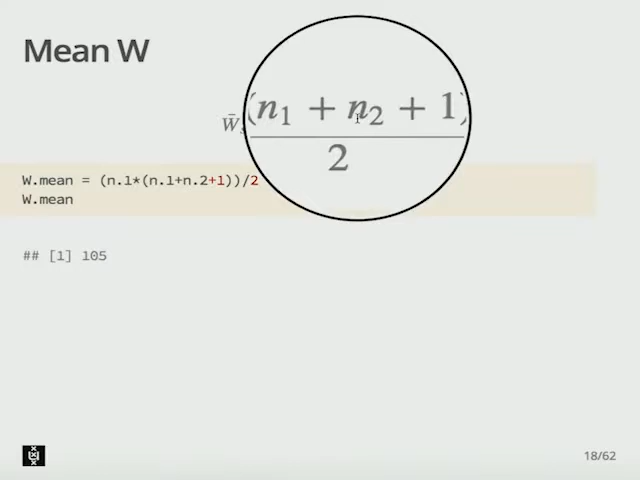 Mean W
W̄s (n1 + n2 + 1)
2
W.mean = (n.1*(n.1+n.2+1))/2
W.mean
## [1] 105
18/62